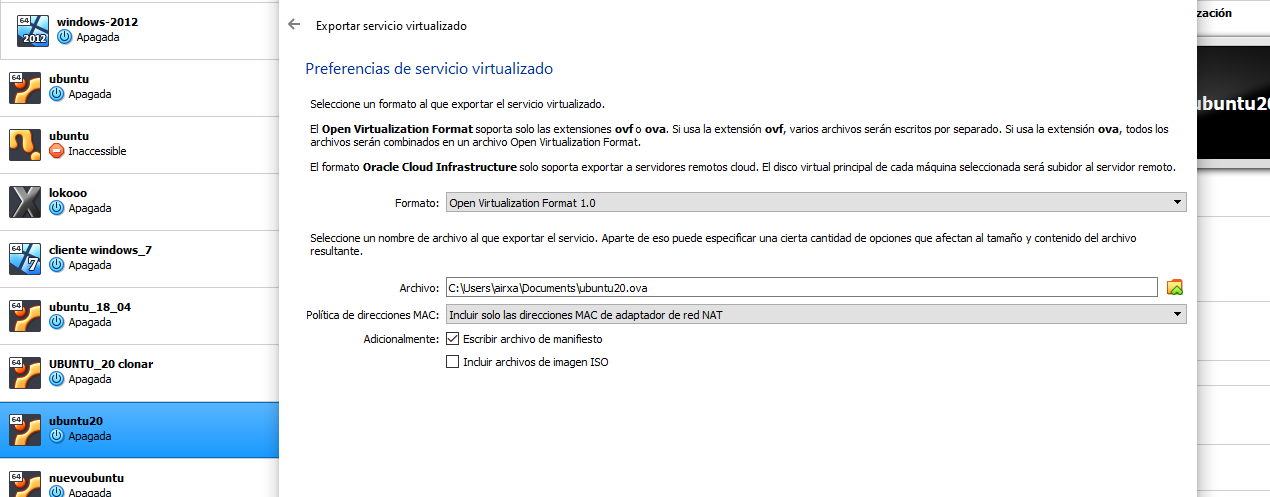 windows-2012
Apagada
ubuntu
Apagada
ubuntu
Inaccessible
lokooo
Apagada
cliente windows_7
Apagada
ubuntu_18_04
Apagada
UBUNTU_20 clonar
Apagada
ubuntu20
Apagada
nuevoubuntu
Apagada
64
2012
64
64
7
64
64
64
64
Exportar servicio virtualizado
Preferencias de servicio virtualizado
Seleccione un formato al que exportar el servicio virtualizado.
El Open Virtualization Format soporta solo las extensiones ovf o ova. Si usa la extensión ovf, varios archivos serán escritos por separado. Si usa la extensión ova, todos los
archivos serán combinados en un archivo Open Virtualization Format.
El formato Oracle Cloud Infrastructure solo soporta exportar a servidores remotos cloud. El disco virtual principal de cada máquina seleccionada será subidor al servidor remoto.
Formato: Open Virtualization Format 1.0
Seleccione un nombre de archivo al que exportar el servicio. Aparte de eso puede especificar una cierta cantidad de opciones que afectan al tamaño y contenido del archivo
resultante.
Archivo: C:\Users\airxa\Documents\ubuntu20.ova
Política de direcciones MAC: Incluir solo las direcciones MAC de adaptador de red NAT
Adicionalmente: Escribir archivo de manifiesto
Incluir archivos de imagen ISO
zación
ubuntu20